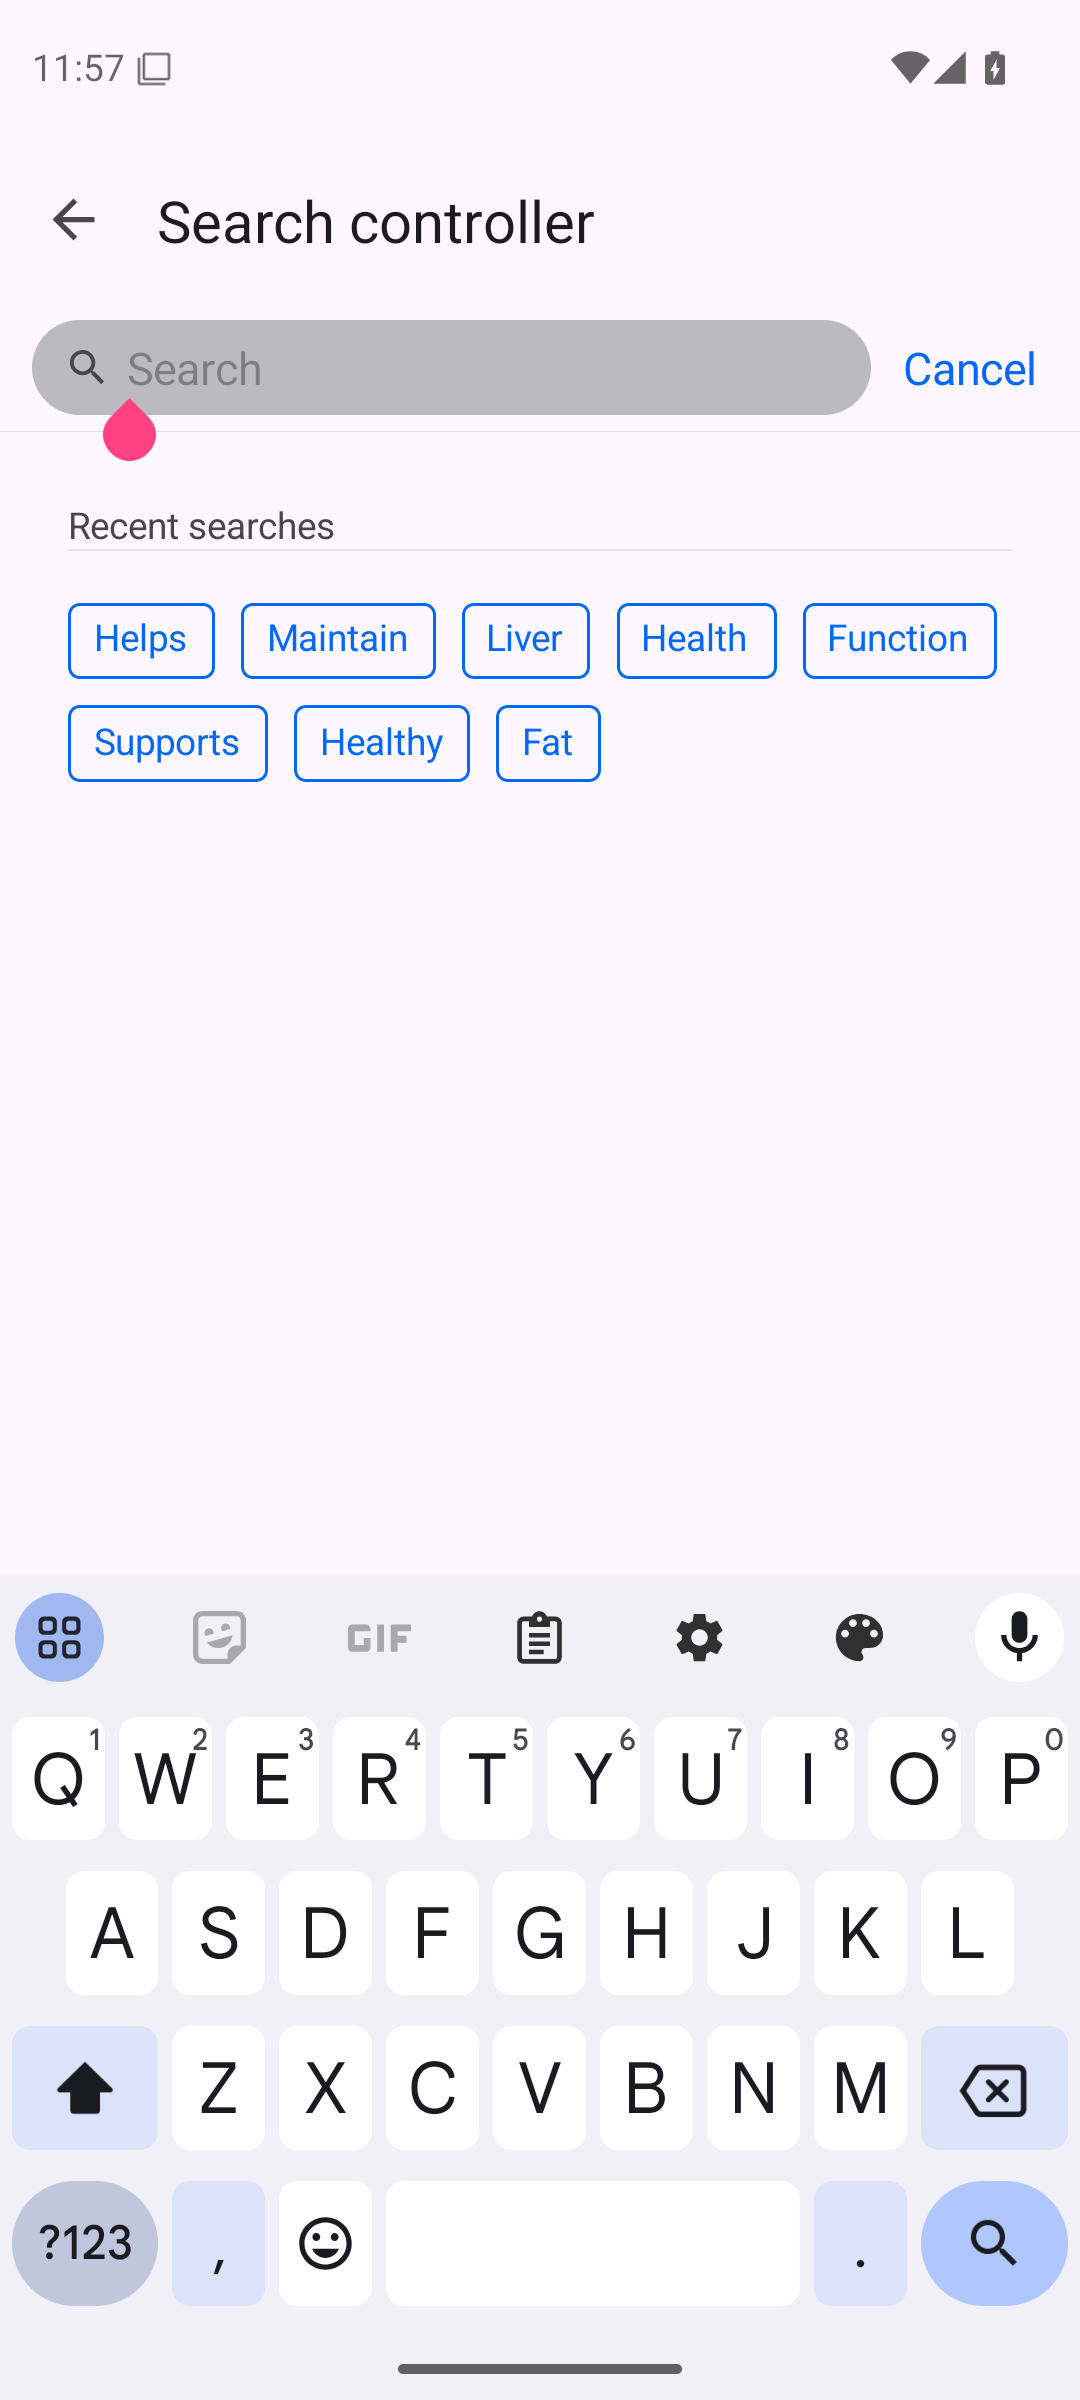 11:57
Search controller
Search
Cancel
Recent searches
Helps Maintain Liver Health Function
Supports Healthy Fat
GIF
Q1 W2 E3 R4 T5 Y6 U7 I8 O9 P0
A S D F G H J K L
Z X C V B N M
?123 , .